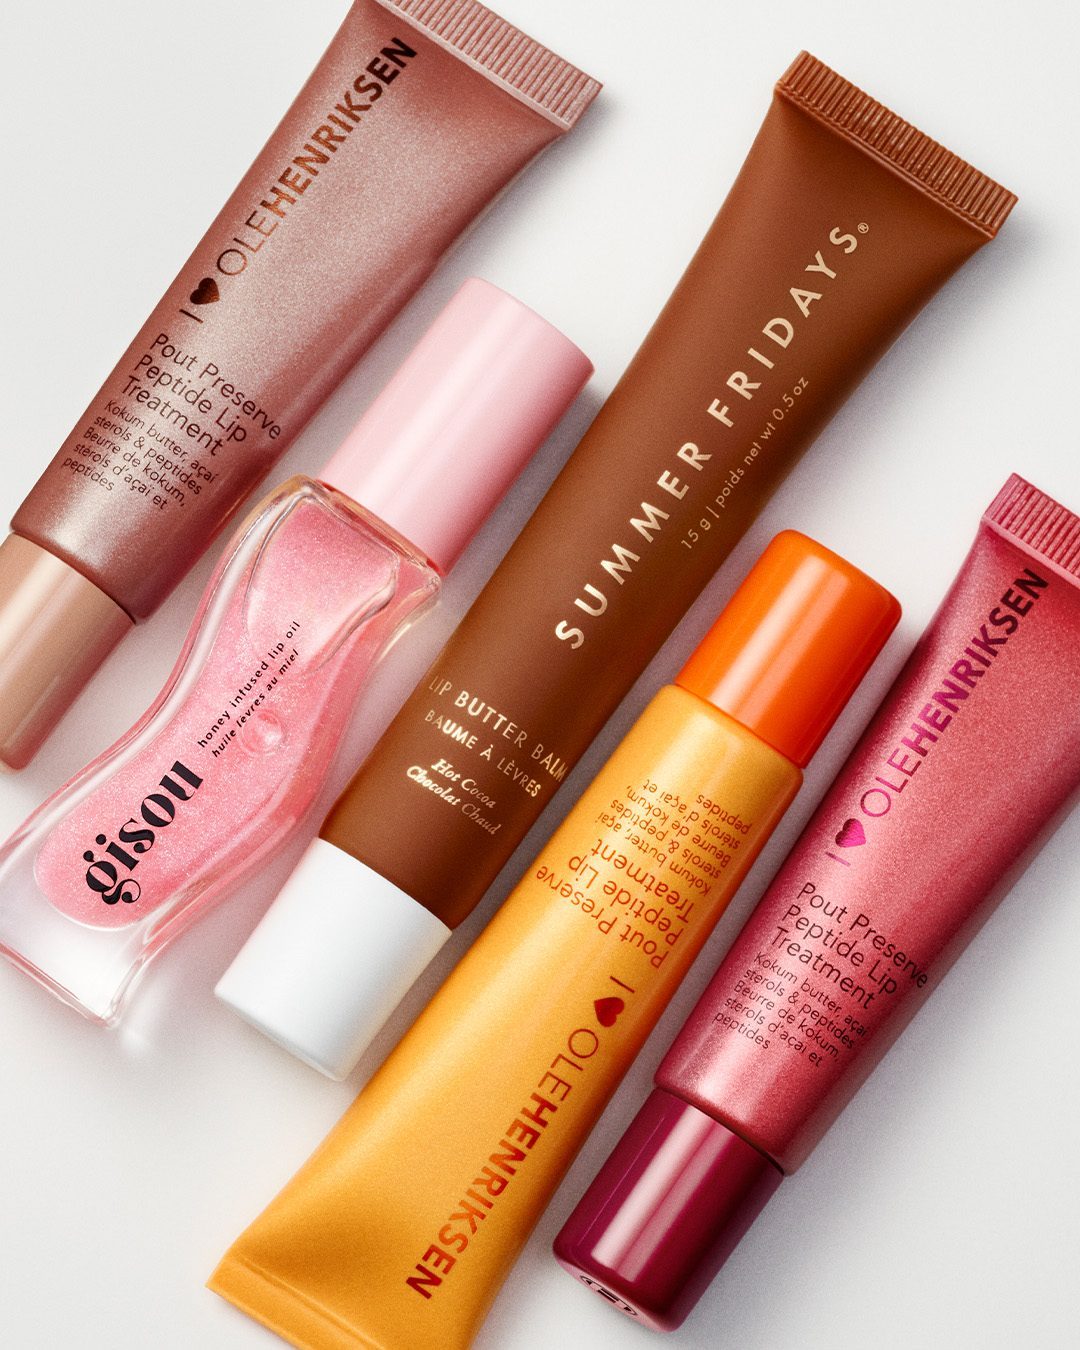 I ♥ OLEHENRIKSEN
Pout Preserve
Peptide Lip
Treatment
Kokum butter, açaí
sterols & peptides
Beurre de kokum,
stérols d'açaí et
peptides
gisou
honey infused lip oil
huile lèvres au miel
SUMMER FRIDAYS®
15 g | poids net wt 0.5 oz
LIP BUTTER BALM
BAUME À LÈVRES
Hot Cocoa
Chocolat Chaud
I ♥ OLEHENRIKSEN
Pout Preserve
Peptide Lip
Treatment
Kokum butter, açaí
sterols & peptides
Beurre de kokum,
stérols d'açaí et
peptides
I ♥ OLEHENRIKSEN
Pout Preserve
Peptide Lip
Treatment
Kokum butter, açaí
sterols & peptides
Beurre de kokum,
stérols d'açaí et
peptides